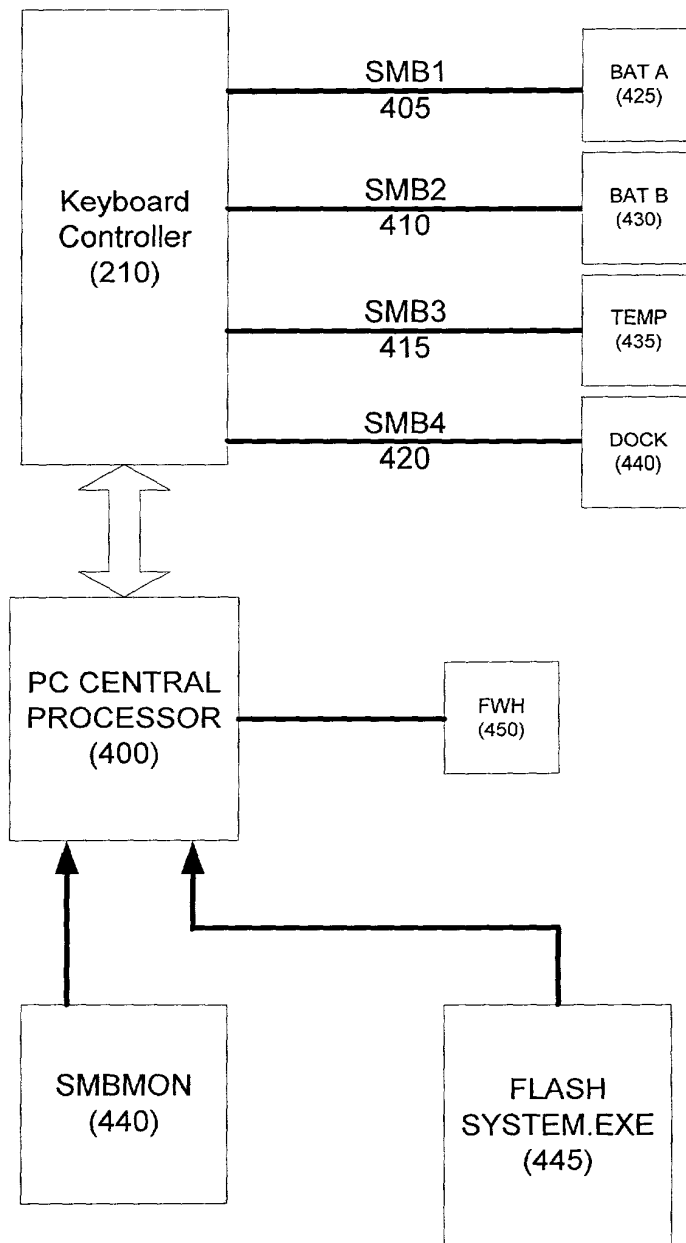 SMB1
405
BAT A
(425)
Keyboard
Controller
(210)
SMB2
410
BAT B
(430)
SMB3
415
TEMP
(435)
SMB4
420
DOCK
(440)
PC CENTRAL
PROCESSOR
(400)
FWH
(450)
SMBMON
(440)
FLASH
SYSTEM.EXE
(445)